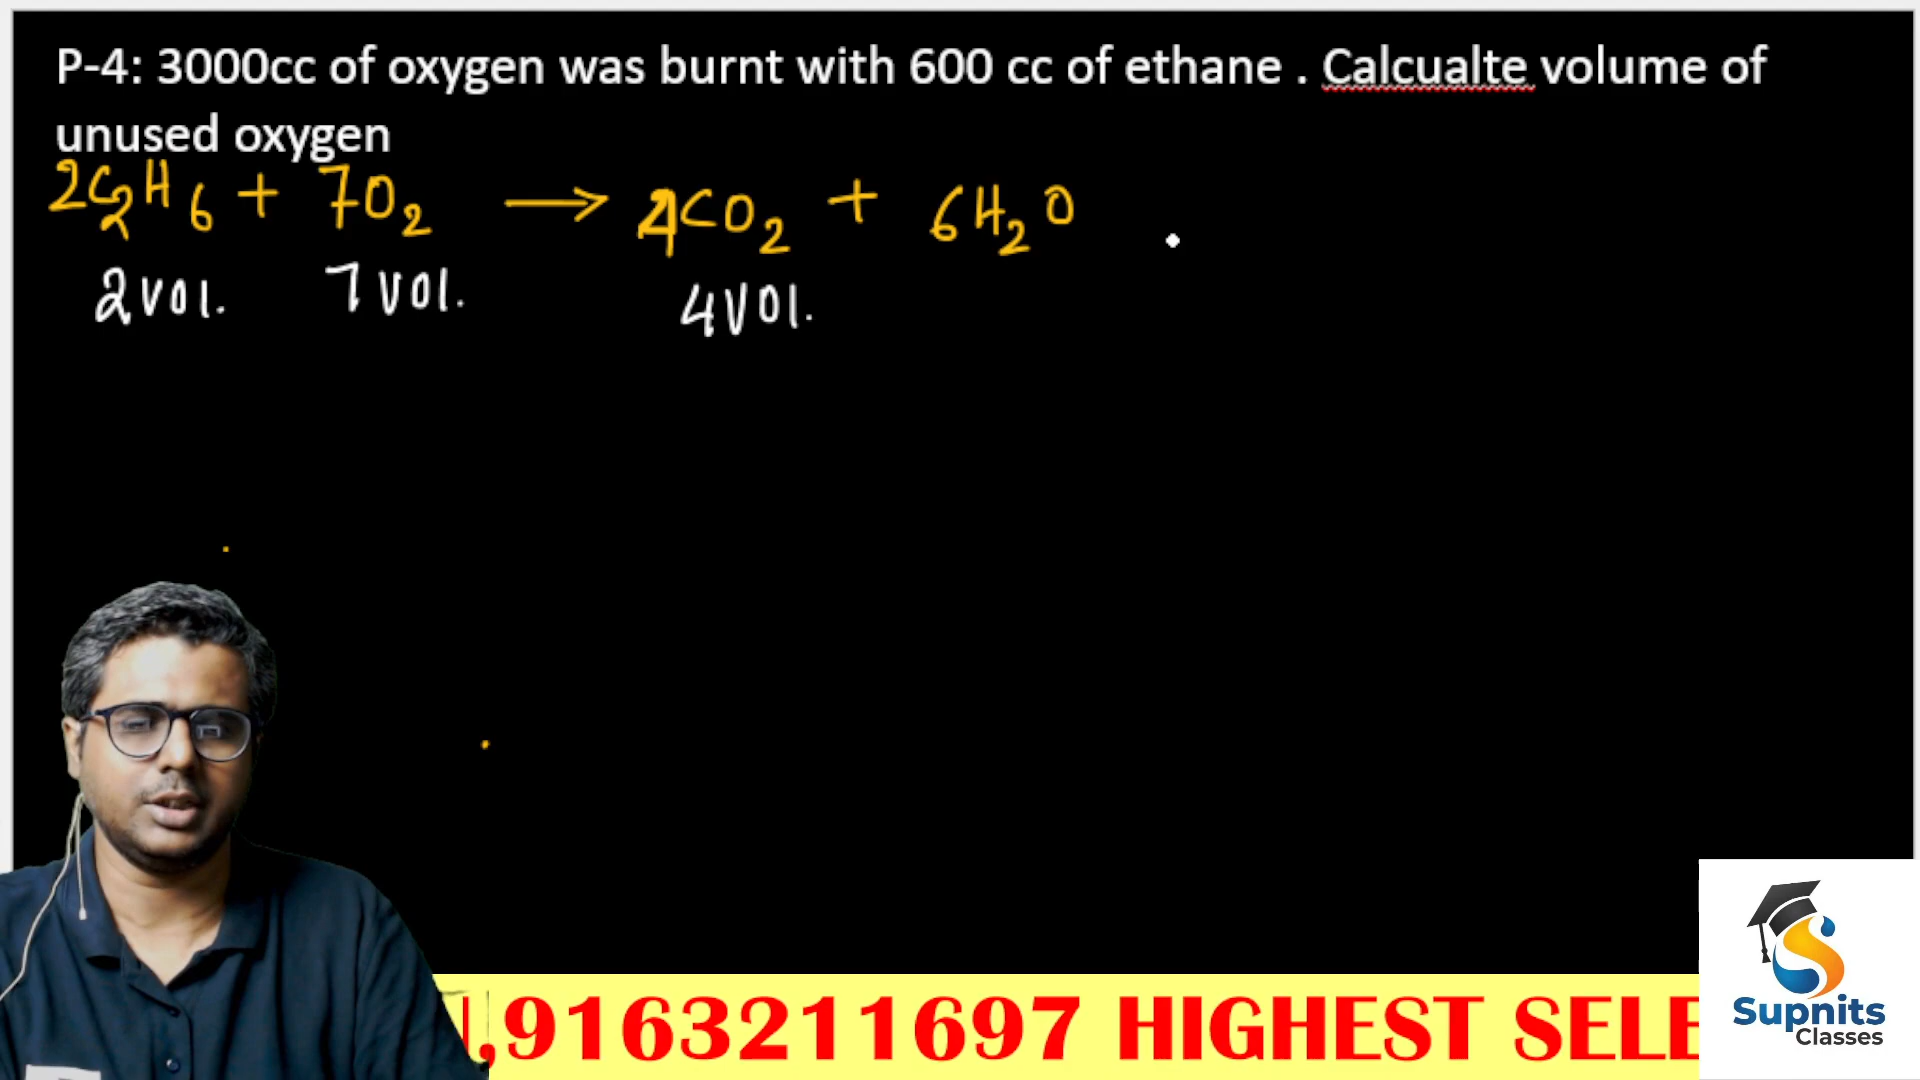 P-4: 3000cc of oxygen was burnt with 600 cc of ethane . Calcualte volume of
unused oxygen
2C2H6 + 7O2 → 4CO2 + 6H2O
2vol. 7vol. 4vol.
,9163211697 HIGHEST SELE
Supnits
Classes